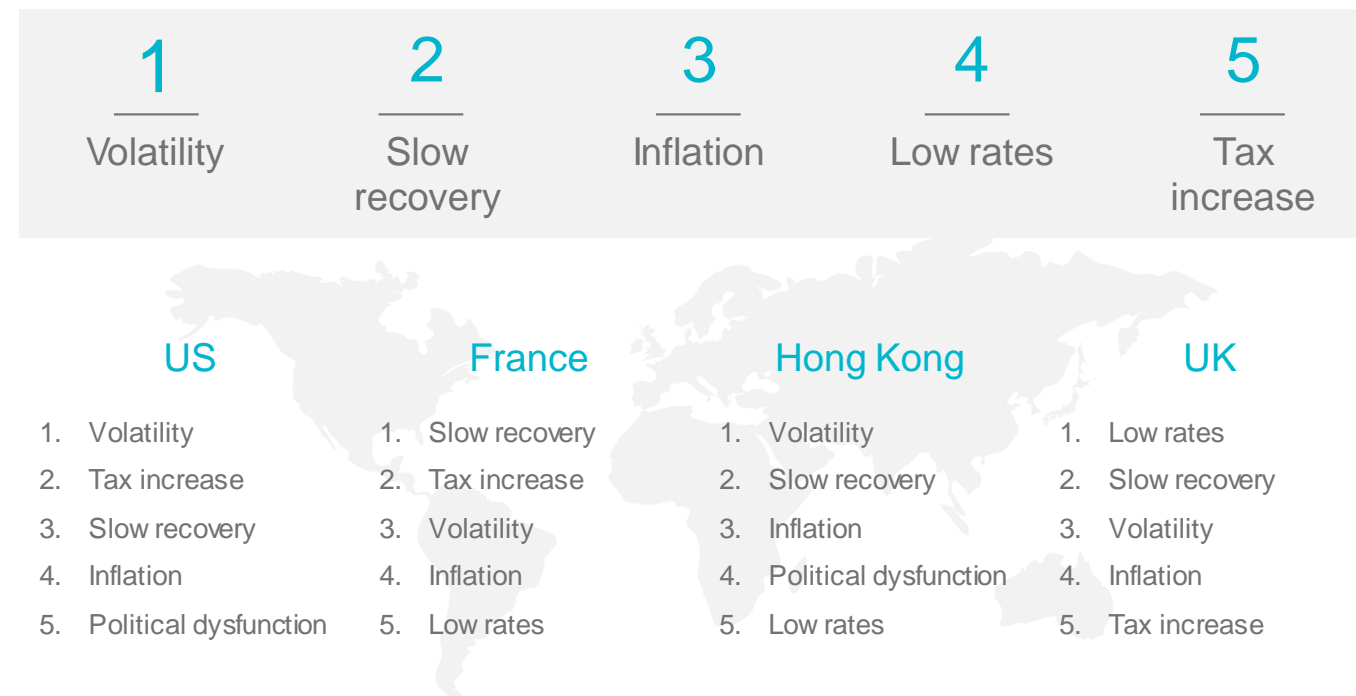 1
Volatility
2
Slow
recovery
3
Inflation
4
Low rates
5
Tax
increase
US
1. Volatility
2. Tax increase
3. Slow recovery
4. Inflation
5. Political dysfunction
France
1. Slow recovery
2. Tax increase
3. Volatility
4. Inflation
5. Low rates
Hong Kong
1. Volatility
2. Slow recovery
3. Inflation
4. Political dysfunction
5. Low rates
UK
1. Low rates
2. Slow recovery
3. Volatility
4. Inflation
5. Tax increase